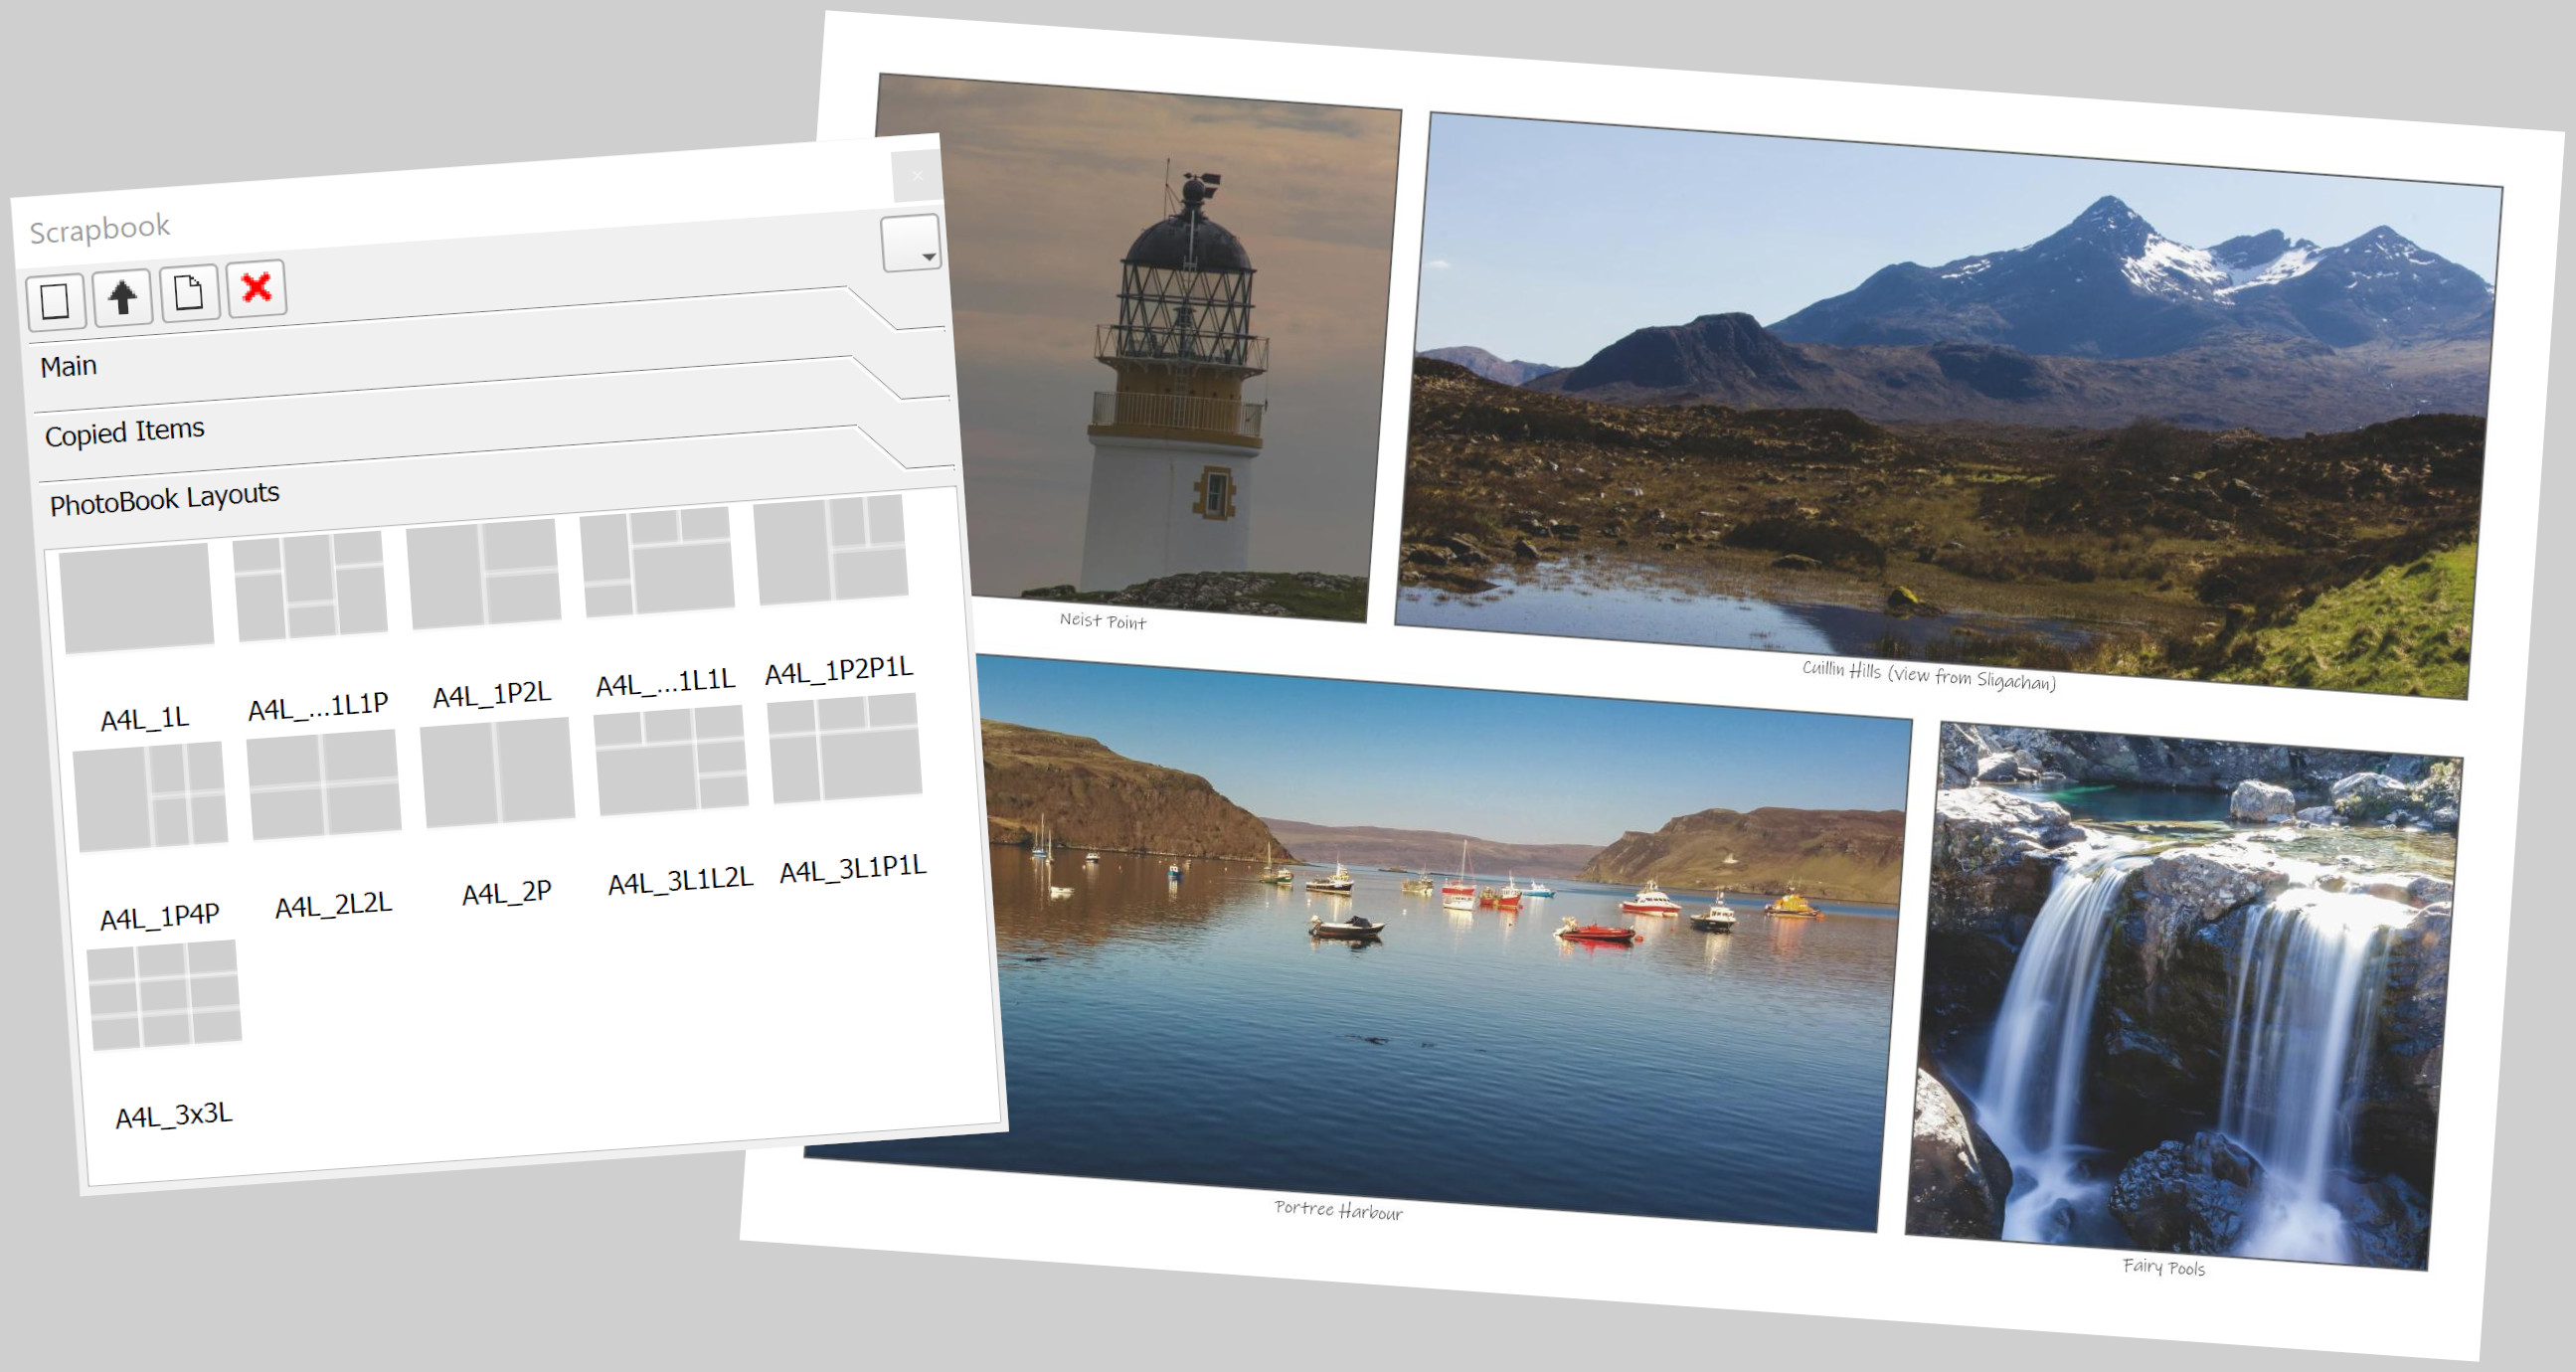 Scrapbook
Main
Copied Items
PhotoBook Layouts
A4L_1L
A4L_...1L1P
A4L_1P2L
A4L_...1L1L
A4L_1P2P1L
A4L_1P4P
A4L_2L2L
A4L_2P
A4L_3L1L2L
A4L_3L1P1L
A4L_3x3L
Neist Point
Cuillin Hills (view from Sligachan)
Portree Harbour
Fairy Pools